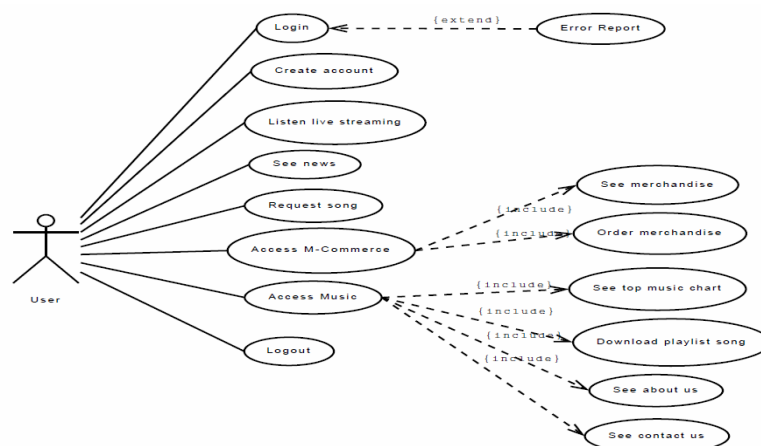 Login
{extend}
Error Report
Create account
Listen live streaming
See news
Request song
See merchandise
{include}
{include}
Order merchandise
Access M-Commerce
User
Access Music
{include}
See top music chart
{include}
Download playlist song
{include}
{include}
Logout
See about us
See contact us